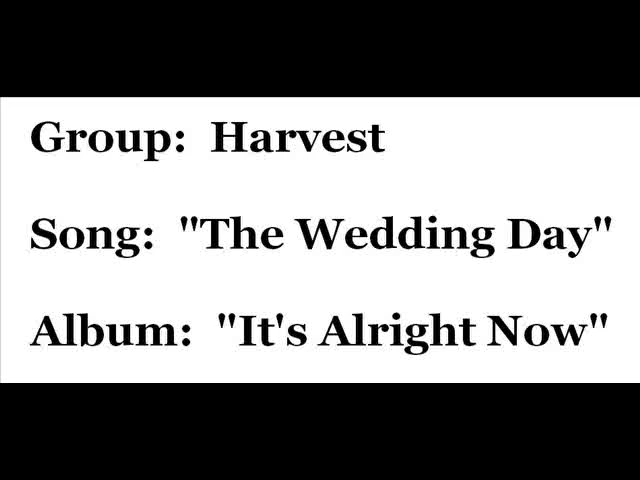 Group: Harvest
Song: "The Wedding Day"
Album: "It's Alright Now"